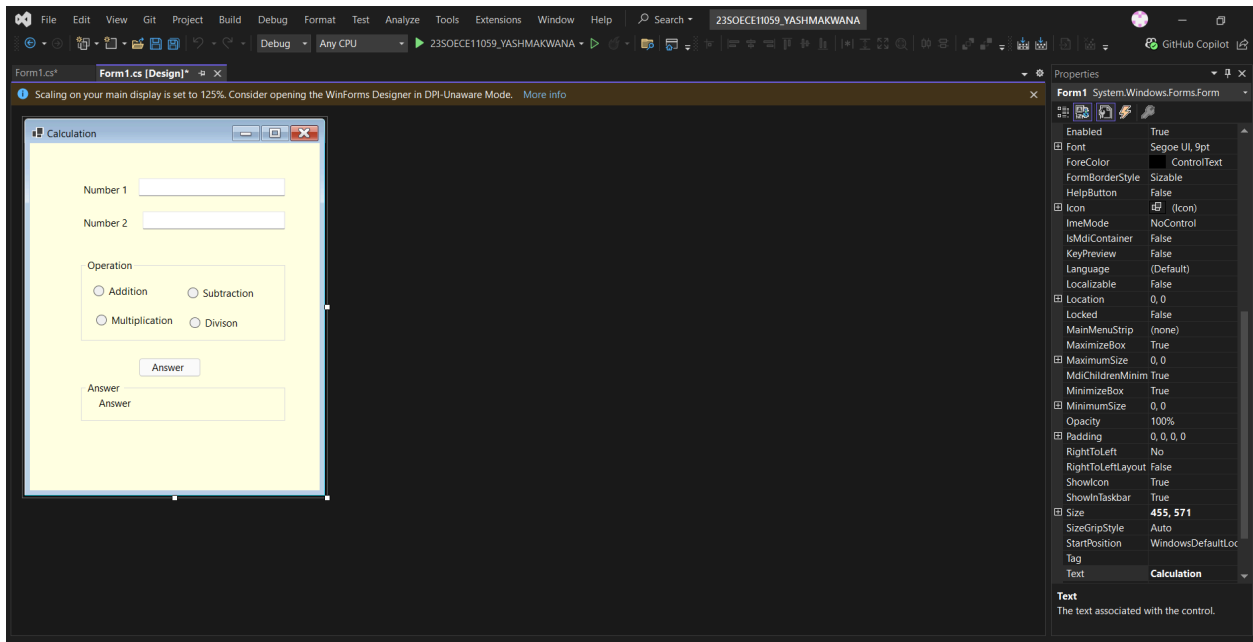 File Edit View Git Project Build Debug Format Test Analyze Tools Extensions Window Help Search 23SOECE11059_YASHMAKWANA
Debug Any CPU 23SOECE11059_YASHMAKWANA GitHub Copilot
Form1.cs* Form1.cs [Design]*
Scaling on your main display is set to 125%. Consider opening the WinForms Designer in DPI-Unaware Mode. More info
Calculation
Number 1
Number 2
Operation
Addition Subtraction
Multiplication Divison
Answer
Answer
Answer
Properties
Form1 System.Windows.Forms.Form
Enabled True
Font Segoe UI, 9pt
ForeColor ControlText
FormBorderStyle Sizable
HelpButton False
Icon (Icon)
ImeMode NoControl
IsMdiContainer False
KeyPreview False
Language (Default)
Localizable False
Location 0, 0
Locked False
MainMenuStrip (none)
MaximizeBox True
MaximumSize 0, 0
MdiChildrenMinim True
MinimizeBox True
MinimumSize 0, 0
Opacity 100%
Padding 0, 0, 0, 0
RightToLeft No
RightToLeftLayout False
ShowIcon True
ShowInTaskbar True
Size 455, 571
SizeGripStyle Auto
StartPosition WindowsDefaultLoc
Tag
Text Calculation
Text
The text associated with the control.